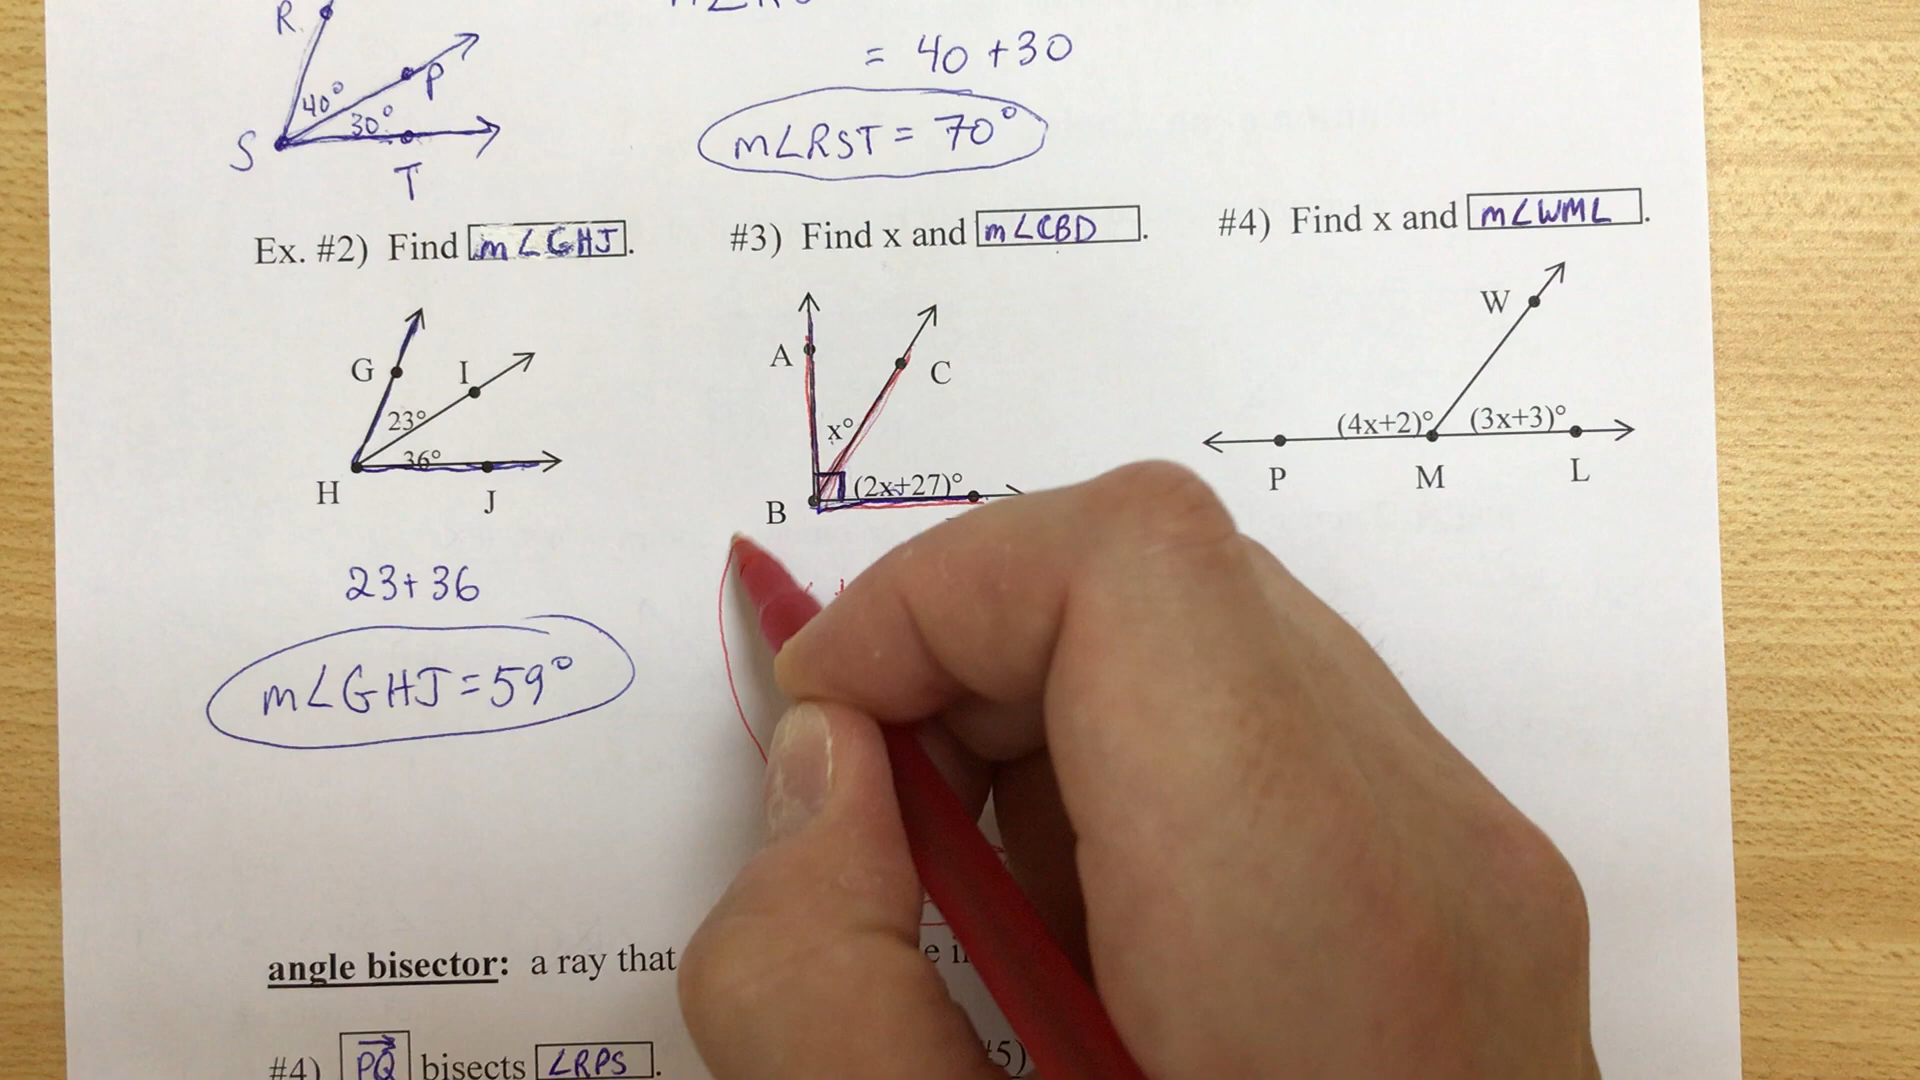 R
= 40 + 30
40° P
30°
S
T
m∠RST = 70°
Ex. #2) Find m∠GHJ.
#3) Find x and m∠CBD.
#4) Find x and m∠WML.
G I
23°
36°
H
J
A
C
x°
(2x+27)°
B
W
(4x+2)° (3x+3)°
P M L
23 + 36
m∠GHJ = 59°
angle bisector: a ray that
#4) PQ bisects ∠RPS.
#5)